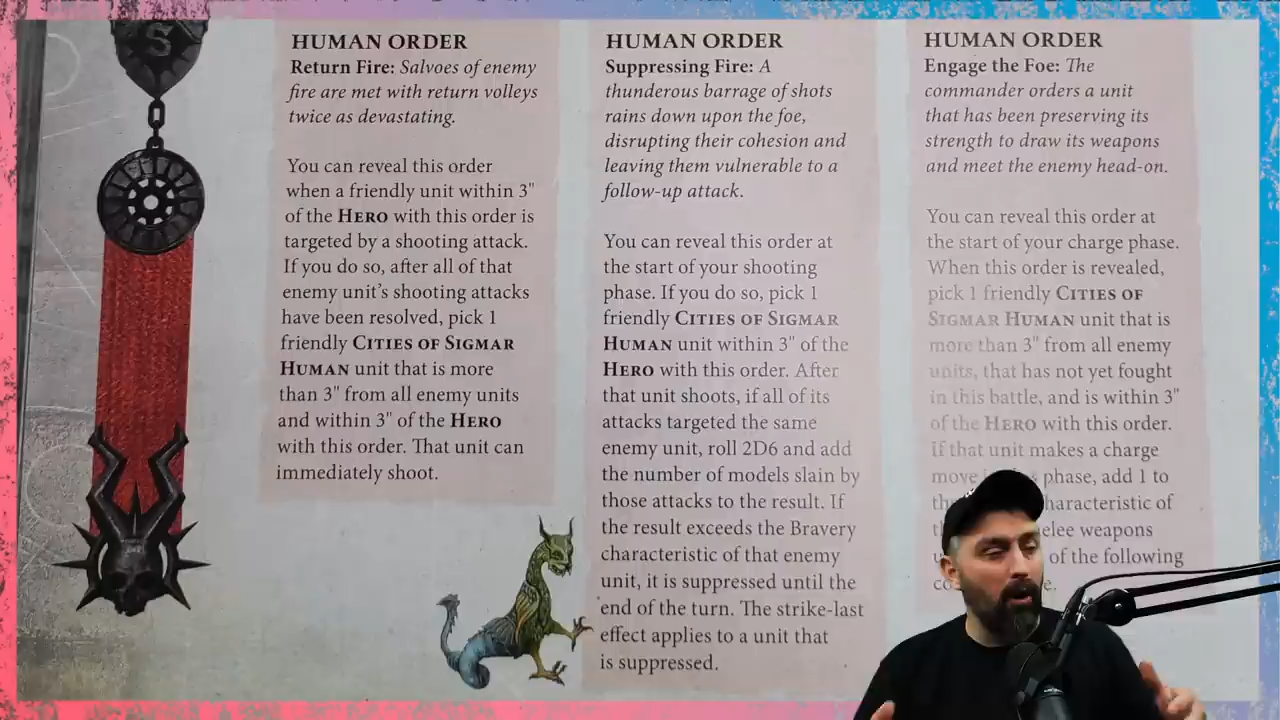 S
HUMAN ORDER
Return Fire: Salvoes of enemy
fire are met with return volleys
twice as devastating.
You can reveal this order
when a friendly unit within 3"
of the HERO with this order is
targeted by a shooting attack.
If you do so, after all of that
enemy unit's shooting attacks
have been resolved, pick 1
friendly CITIES OF SIGMAR
HUMAN unit that is more
than 3" from all enemy units
and within 3" of the HERO
with this order. That unit can
immediately shoot.
HUMAN ORDER
Suppressing Fire: A
thunderous barrage of shots
rains down upon the foe,
disrupting their cohesion and
leaving them vulnerable to a
follow-up attack.
You can reveal this order at
the start of your shooting
phase. If you do so, pick 1
friendly CITIES OF SIGMAR
HUMAN unit within 3" of the
HERO with this order. After
that unit shoots, if all of its
attacks targeted the same
enemy unit, roll 2D6 and add
the number of models slain by
those attacks to the result. If
the result exceeds the Bravery
characteristic of that enemy
unit, it is suppressed until the
end of the turn. The strike-last
effect applies to a unit that
is suppressed.
HUMAN ORDER
Engage the Foe: The
commander orders a unit
that has been preserving its
strength to draw its weapons
and meet the enemy head-on.
You can reveal this order at
the start of your charge phase.
When this order is revealed,
pick 1 friendly CITIES OF
SIGMAR HUMAN unit that is
more than 3" from all enemy
units, that has not yet fought
in this battle, and is within 3"
of the HERO with this order.
If that unit makes a charge
move phase, add 1 to
characteristic of
melee weapons
of the following